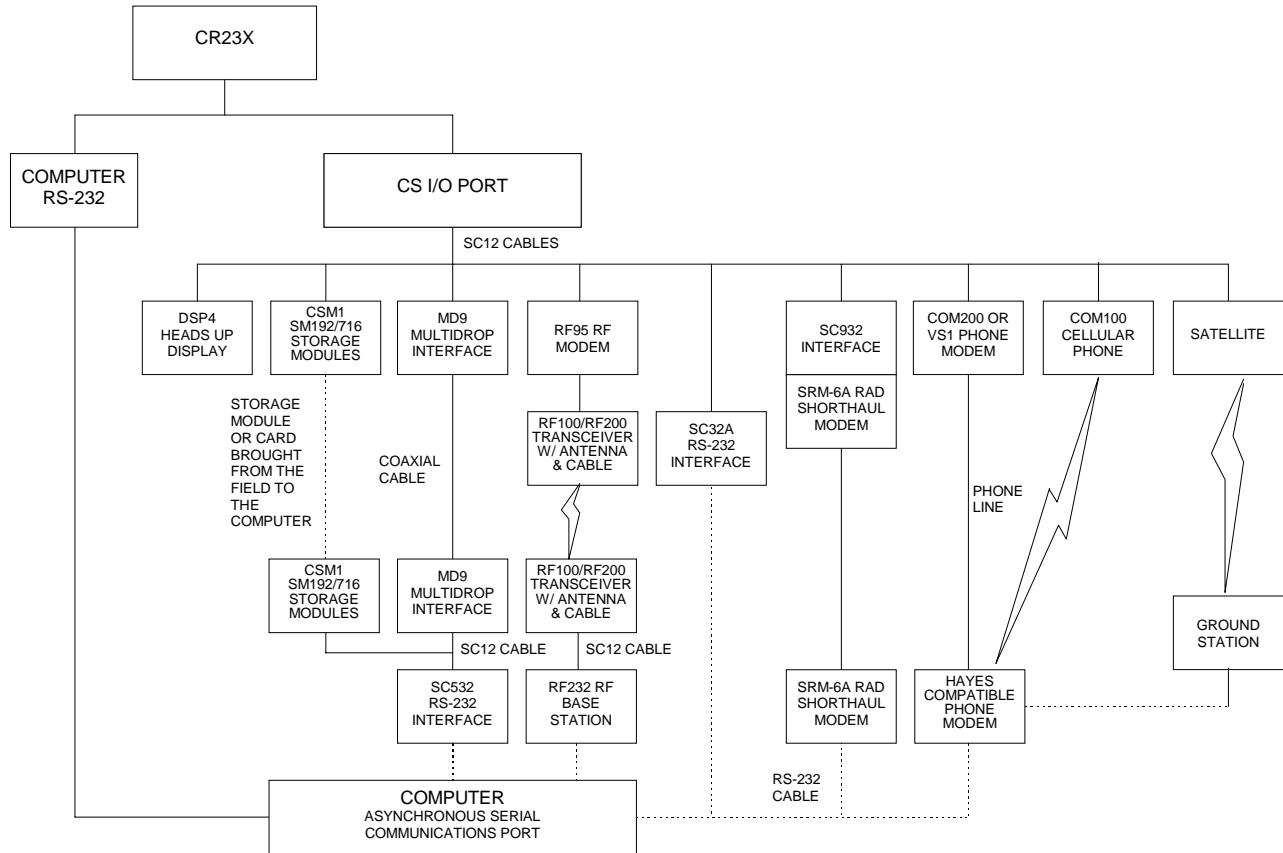 CR23X
COMPUTER
RS-232
CS I/O PORT
SC12 CABLES
DSP4
HEADS UP
DISPLAY
CSM1
SM192/716
STORAGE
MODULES
MD9
MULTIDROP
INTERFACE
RF95 RF
MODEM
SC932
INTERFACE
COM200 OR
VS1 PHONE
MODEM
COM100
CELLULAR
PHONE
SATELLITE
STORAGE
MODULE
OR CARD
BROUGHT
FROM THE
FIELD TO
THE
COMPUTER
COAXIAL
CABLE
RF100/RF200
TRANSCEIVER
W/ ANTENNA
& CABLE
SC32A
RS-232
INTERFACE
SRM-6A RAD
SHORTHAUL
MODEM
PHONE
LINE
CSM1
SM192/716
STORAGE
MODULES
MD9
MULTIDROP
INTERFACE
RF100/RF200
TRANSCEIVER
W/ ANTENNA
& CABLE
GROUND
STATION
SC12 CABLE
SC12 CABLE
SC532
RS-232
INTERFACE
RF232 RF
BASE
STATION
SRM-6A RAD
SHORTHAUL
MODEM
HAYES
COMPATIBLE
PHONE
MODEM
RS-232
CABLE
COMPUTER
ASYNCHRONOUS SERIAL
COMMUNICATIONS PORT